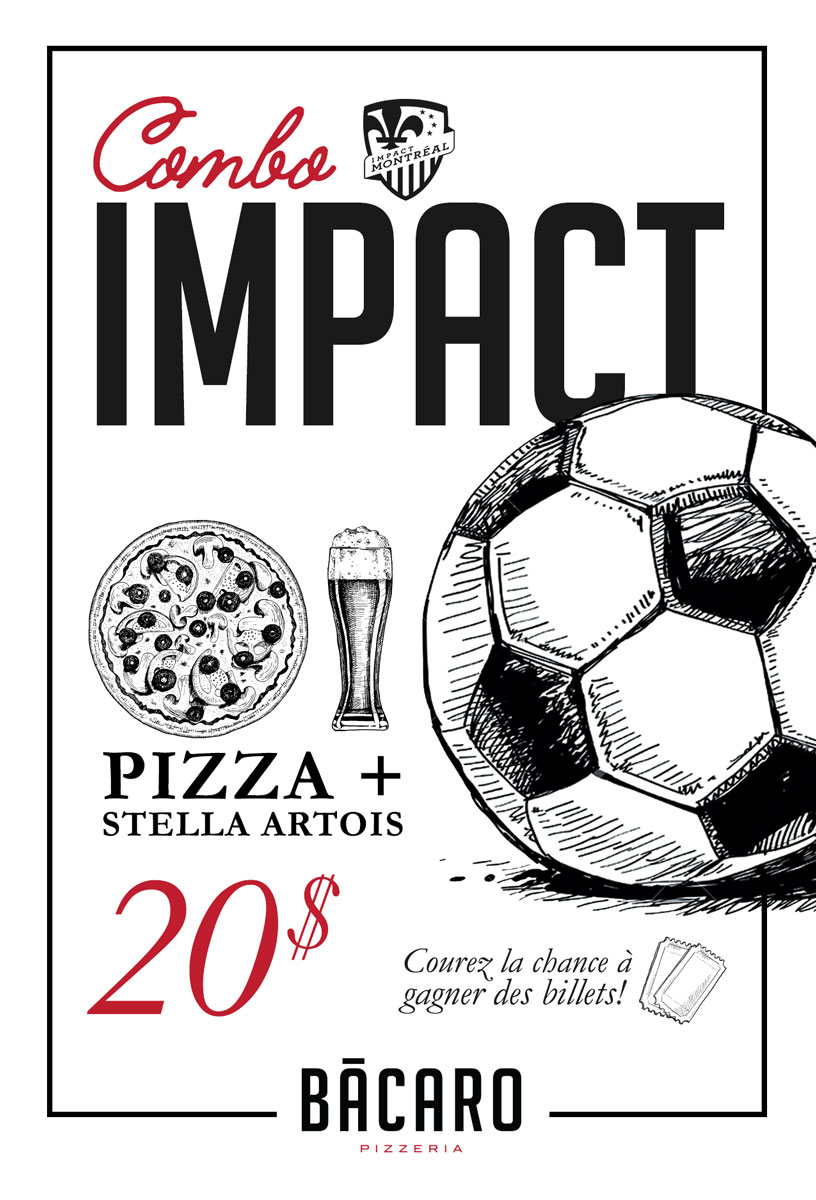 Combo
IMPACT
MONTRÉAL
IMPACT
PIZZA +
STELLA ARTOIS
20$
Courez la chance à
gagner des billets!
BĀCARO
PIZZERIA